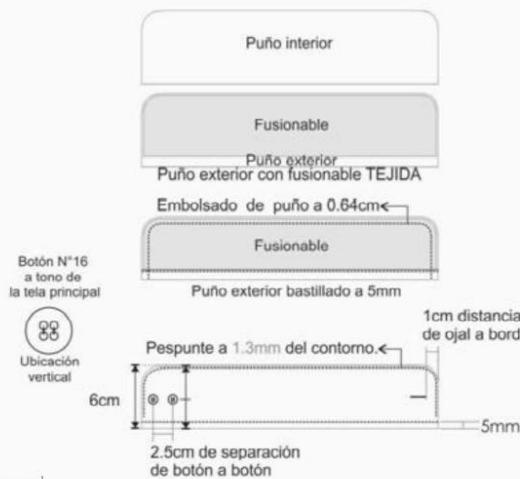 Puño interior
Fusionable
Puño exterior
Puño exterior con fusionable TEJIDA
Embolsado de puño a 0.64cm
Fusionable
Puño exterior bastillado a 5mm
Botón N°16
a tono de
la tela principal
Ubicación
vertical
1cm distancia
de ojal a bord
Pespunte a 1.3mm del contorno.
6cm
5mm
2.5cm de separación
de botón a botón